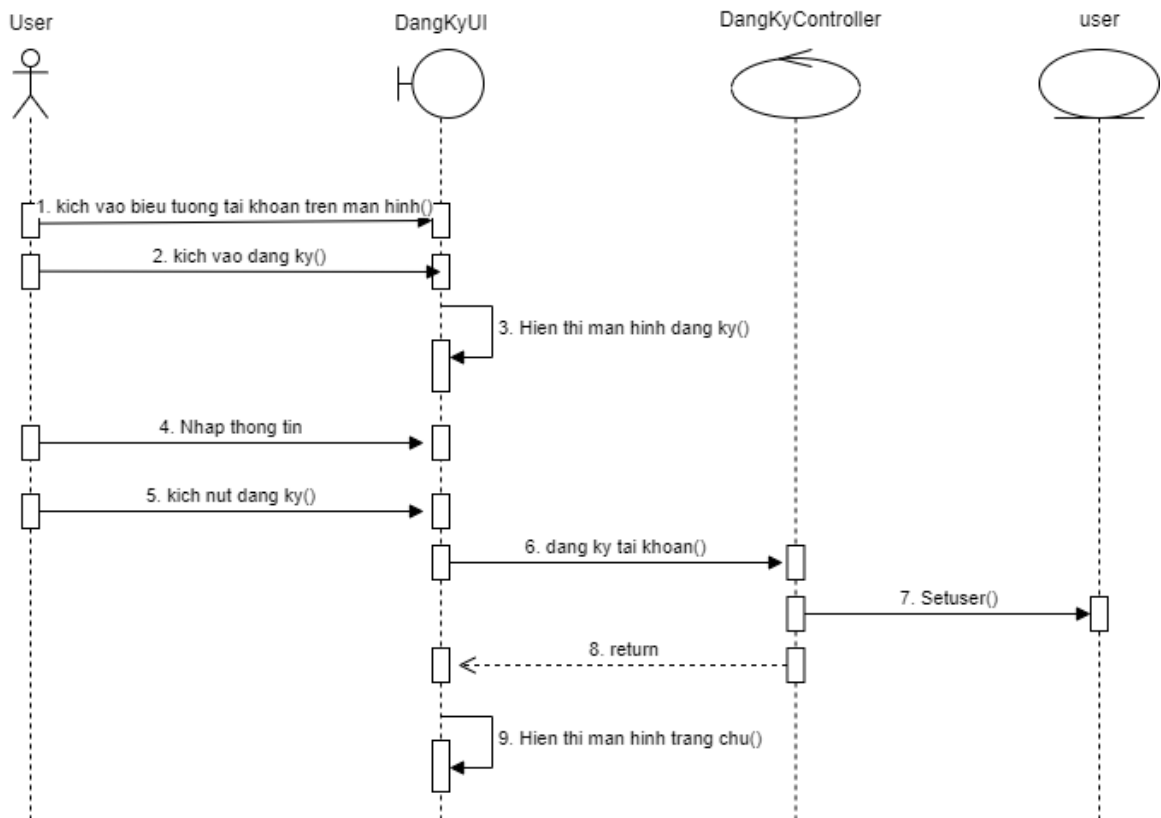 User
DangKyUI
DangKyController
user
1. kich vao bieu tuong tai khoan tren man hinh()
2. kich vao dang ky()
3. Hien thi man hinh dang ky()
4. Nhap thong tin
5. kich nut dang ky()
6. dang ky tai khoan()
7. Setuser()
8. return
9. Hien thi man hinh trang chu()